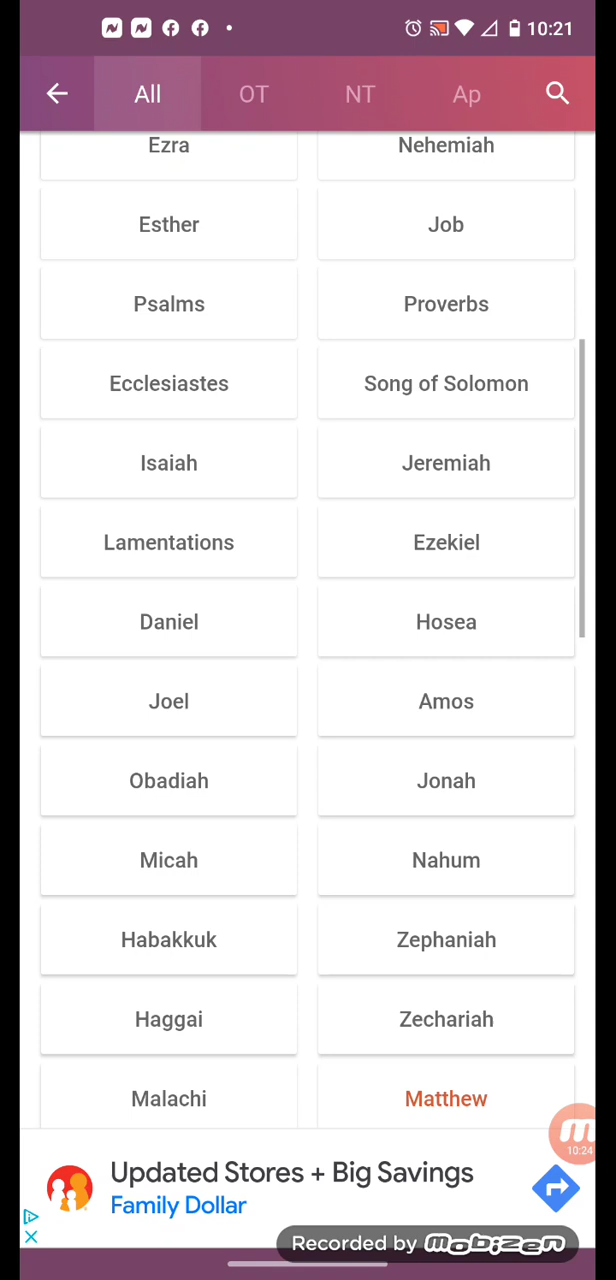 10:21
All OT NT Ap
Ezra Nehemiah
Esther Job
Psalms Proverbs
Ecclesiastes Song of Solomon
Isaiah Jeremiah
Lamentations Ezekiel
Daniel Hosea
Joel Amos
Obadiah Jonah
Micah Nahum
Habakkuk Zephaniah
Haggai Zechariah
Malachi Matthew
10:24
Updated Stores + Big Savings
Family Dollar
Recorded by mobizen